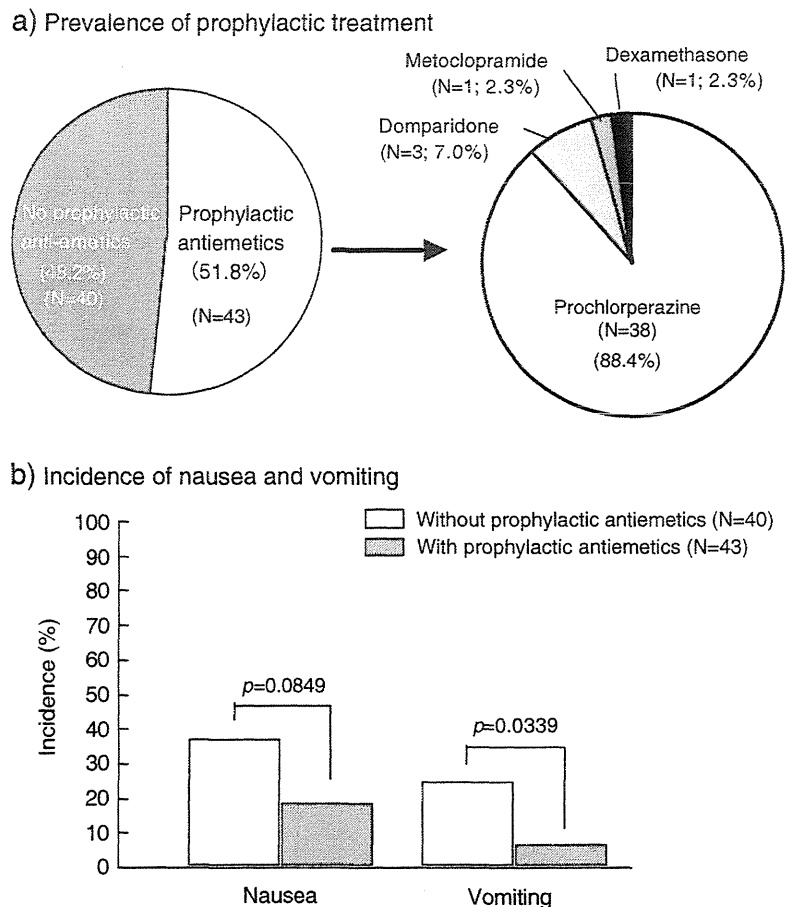 a) Prevalence of prophylactic treatment
No prophylactic
anti-ametics
(48.2%)
(N=40)
Prophylactic
antiemetics
(51.8%)
(N=43)
Metoclopramide
(N=1; 2.3%)
Dexamethasone
(N=1; 2.3%)
Domparidone
(N=3; 7.0%)
Prochlorperazine
(N=38)
(88.4%)
b) Incidence of nausea and vomiting
Without prophylactic antiemetics (N=40)
With prophylactic antiemetics (N=43)
Incidence (%)
100
90
80
70
60
50
40
30
20
10
0
p=0.0849
p=0.0339
Nausea
Vomiting